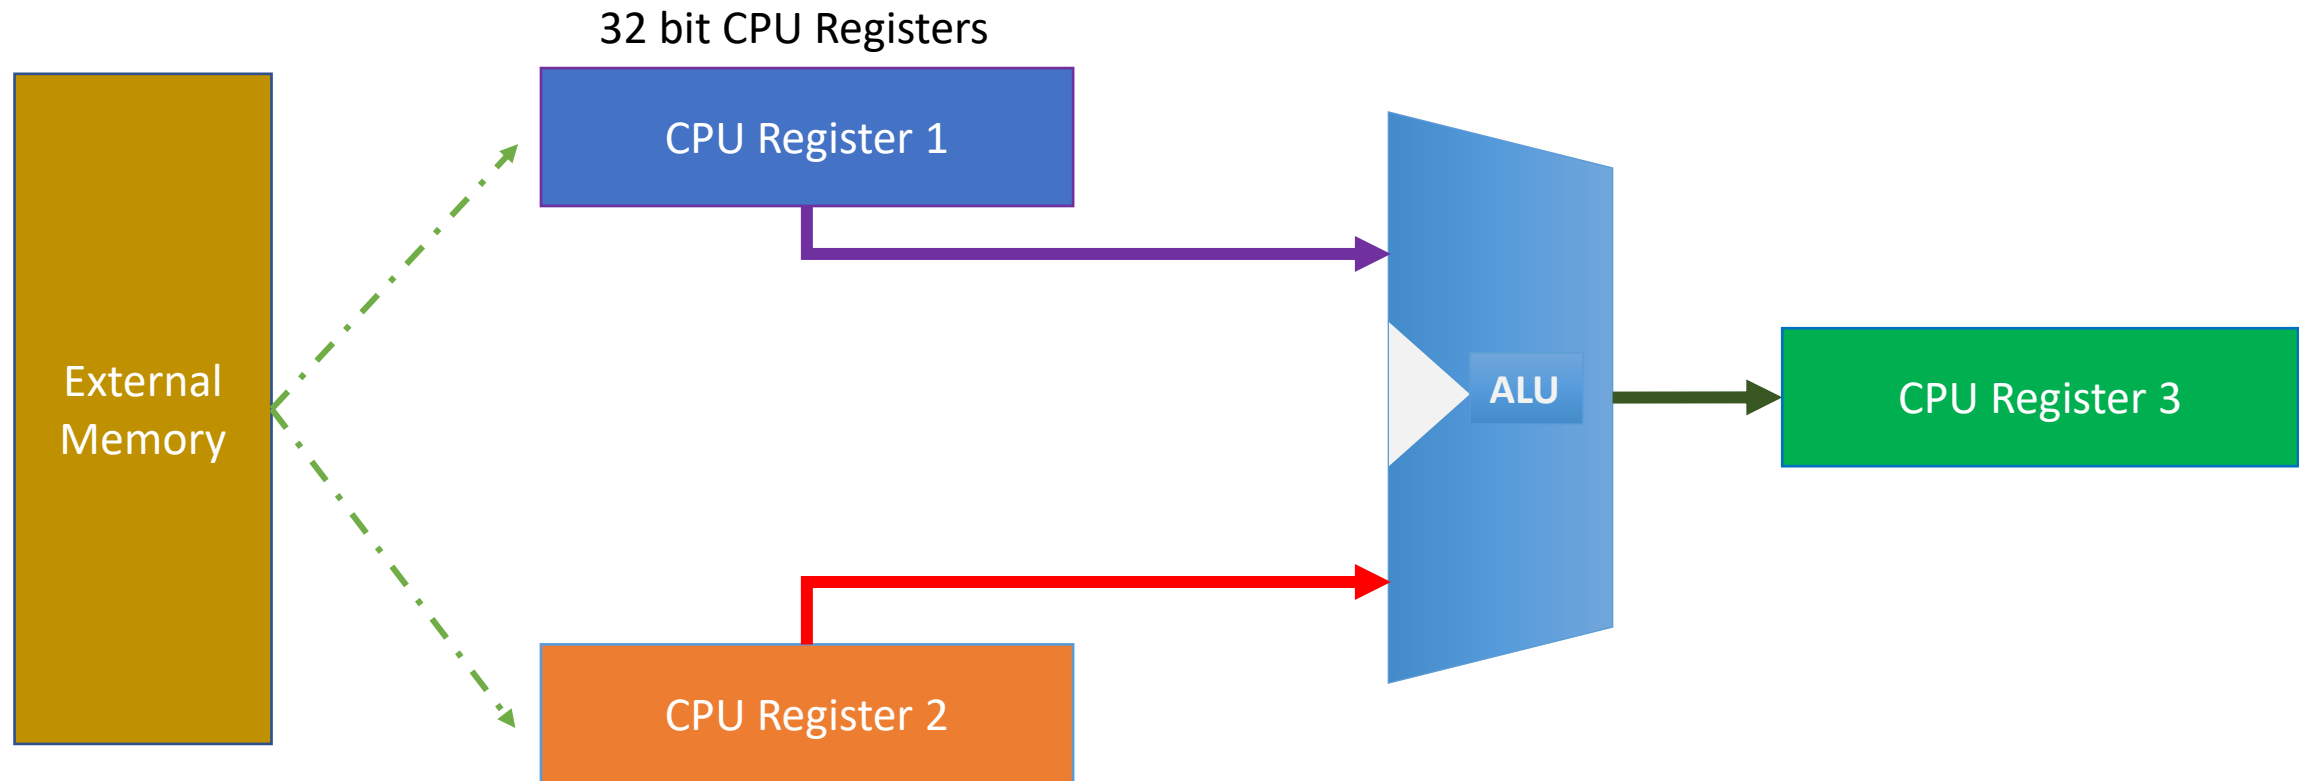 32 bit CPU Registers
CPU Register 1
External
Memory
ALU
CPU Register 3
CPU Register 2